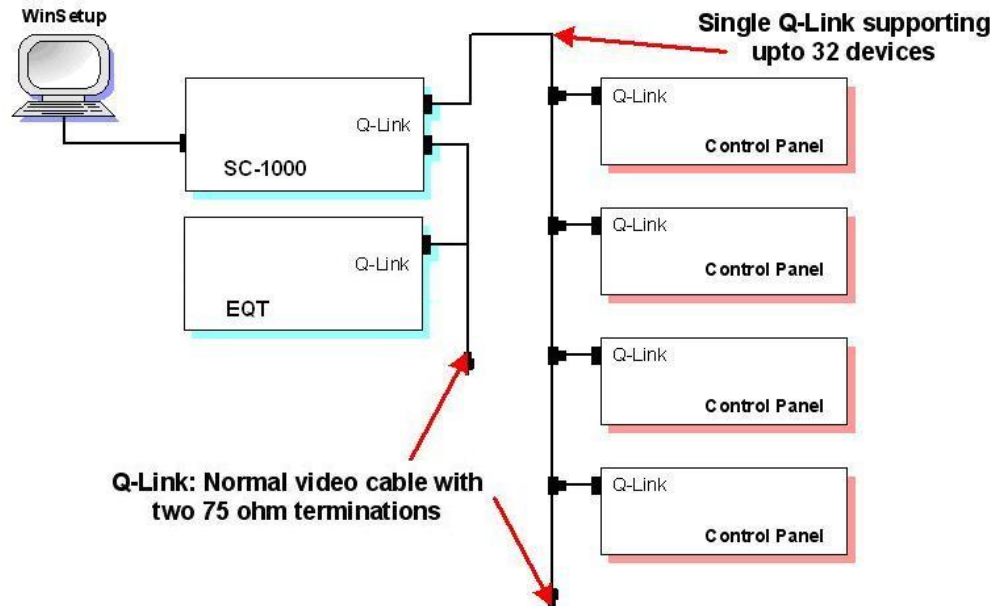 WinSetup
Single Q-Link supporting
upto 32 devices
Q-Link
SC-1000
Q-Link
EQT
Q-Link
Control Panel
Q-Link
Control Panel
Q-Link
Control Panel
Q-Link
Control Panel
Q-Link: Normal video cable with
two 75 ohm terminations